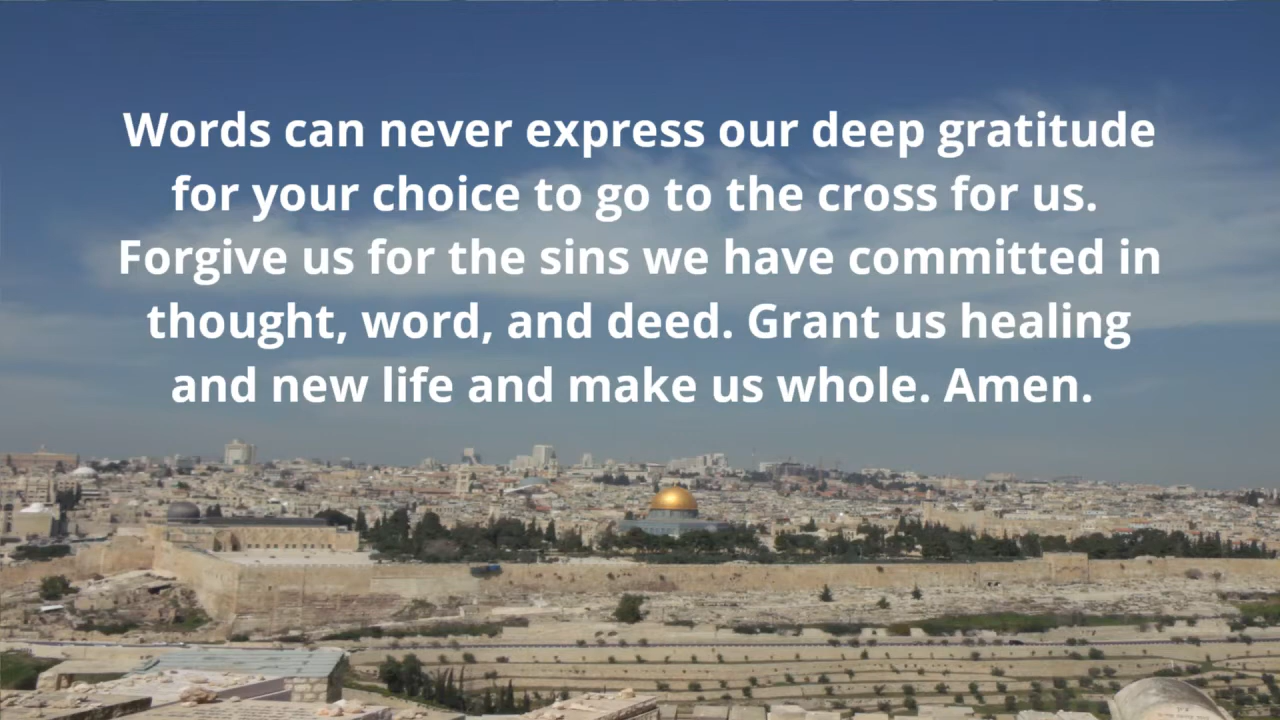 Words can never express our deep gratitude
for your choice to go to the cross for us.
Forgive us for the sins we have committed in
thought, word, and deed. Grant us healing
and new life and make us whole. Amen.